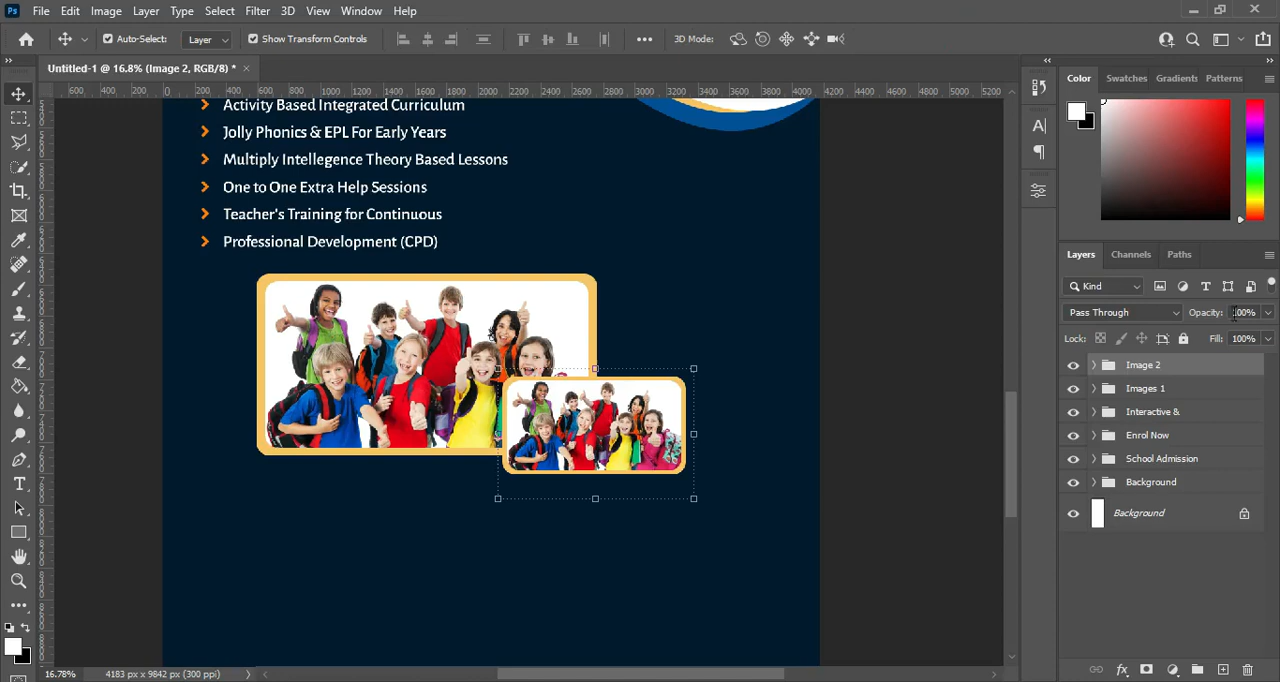 Ps File Edit Image Layer Type Select Filter 3D View Window Help
Auto-Select: Layer Show Transform Controls ••• 3D Mode:
Untitled-1 @ 16.8% (Image 2, RGB/8) * ×
600 400 200 0 200 400 600 800 1000 1200 1400 1600 1800 2000 2200 2400 2600 2800 3000 3200 3400 3600 3800 4000 4200 4400 4600 4800 5000 5200
Activity Based Integrated Curriculum
Jolly Phonics & EPL For Early Years
Multiply Intellegence Theory Based Lessons
One to One Extra Help Sessions
Teacher's Training for Continuous
Professional Development (CPD)
16.78% 4183 px x 9842 px (300 ppi)
Color Swatches Gradients Patterns
Layers Channels Paths
Kind
Pass Through Opacity: 100%
Lock: Fill: 100%
Image 2
Images 1
Interactive &
Enrol Now
School Admission
Background
Background